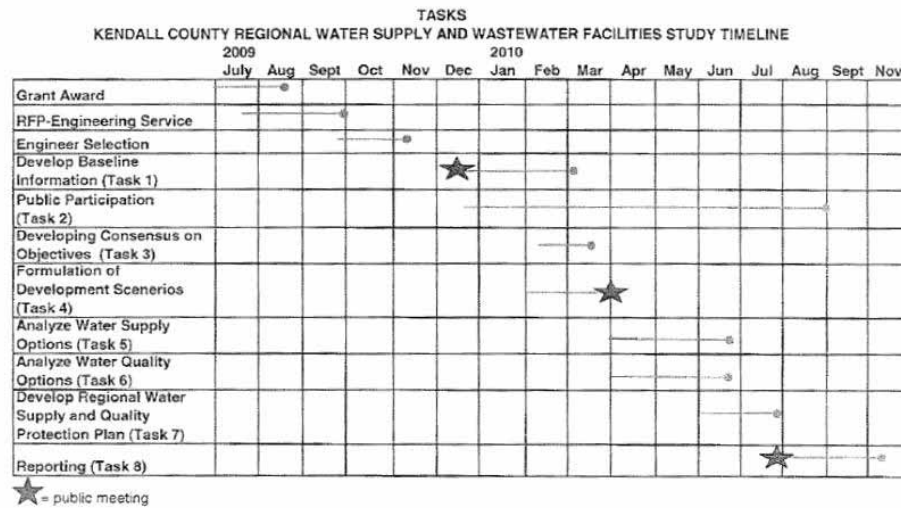 TASKS
KENDALL COUNTY REGIONAL WATER SUPPLY AND WASTEWATER FACILITIES STUDY TIMELINE
2009 2010
July Aug Sept Oct Nov Dec Jan Feb Mar Apr May Jun Jul Aug Sept Nov
Grant Award
RFP-Engineering Service
Engineer Selection
Develop Baseline
Information (Task 1)
Public Participation
(Task 2)
Developing Consensus on
Objectives (Task 3)
Formulation of
Development Scenerios
(Task 4)
Analyze Water Supply
Options (Task 5)
Analyze Water Quality
Options (Task 6)
Develop Regional Water
Supply and Quality
Protection Plan (Task 7)
Reporting (Task 8)
= public meeting